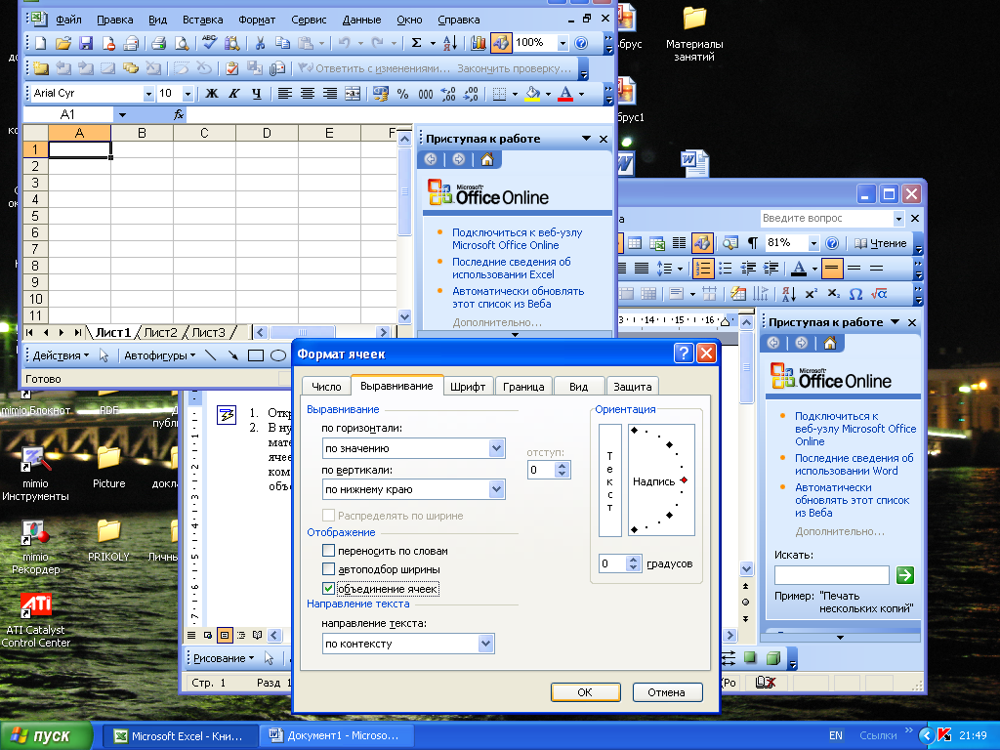 Файл Правка Вид Вставка Формат Сервис Данные Окно Справка
100%
Ответить с изменениями... Закончить проверку...
Arial Cyr 10 Ж К Ч % 000
A1 fx
A B C D E F
1
2
3
4
5
6
7
8
9
10
11
Лист1 Лист2 Лист3
Действия Автофигуры
Готово
Приступая к работе
Microsoft
Office Online
Подключиться к веб-узлу
Microsoft Office Online
Последние сведения об
использовании Excel
Автоматически обновлять
этот список из Веба
Дополнительно...
Материалы
занятий
брус
брус1
Введите вопрос
81% Чтение
13 14 15 16
Приступая к работе
Microsoft
Office Online
Подключиться к
веб-узлу Microsoft Office
Online
Последние сведения об
использовании Word
Автоматически
обновлять этот список
из Веба
Дополнительно...
Искать:
Пример: "Печать
нескольких копий"
Формат ячеек
Число Выравнивание Шрифт Граница Вид Защита
Выравнивание
по горизонтали:
по значению
отступ:
0
по вертикали:
по нижнему краю
Распределять по ширине
Отображение
переносить по словам
автоподбор ширины
объединение ячеек
Направление текста
направление текста:
по контексту
Ориентация
Текст
Надпись
0 градусов
ОК Отмена
1. Откр
2. В ну
мате
ячее
ком
объе
Рисование
Стр. 1 Разд 1
mimio Блокнот
PDF
mimio
Инструменты
Picture
докла
mimio
Рекордер
PRIKOLY
Личны
ATI
ATI Catalyst
Control Center
пуск
Microsoft Excel - Кни...
Документ1 - Microso...
EN Ссылки 21:49